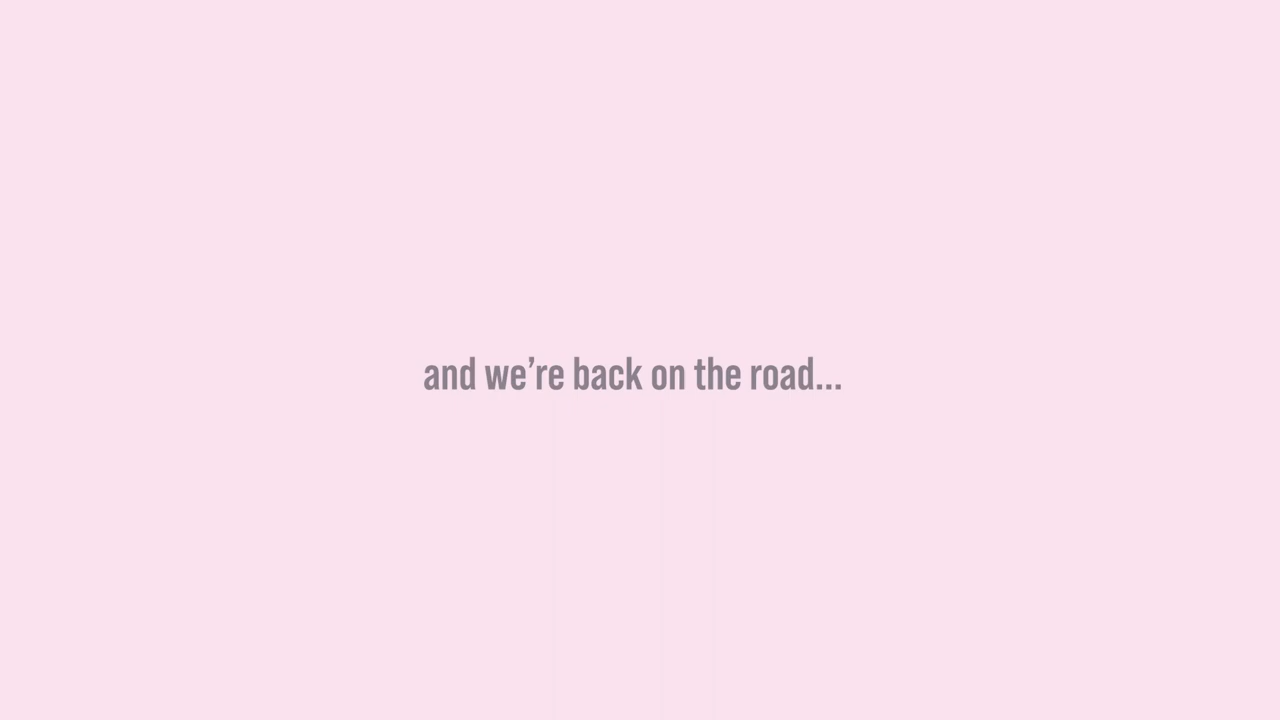 and we’re back on the road...